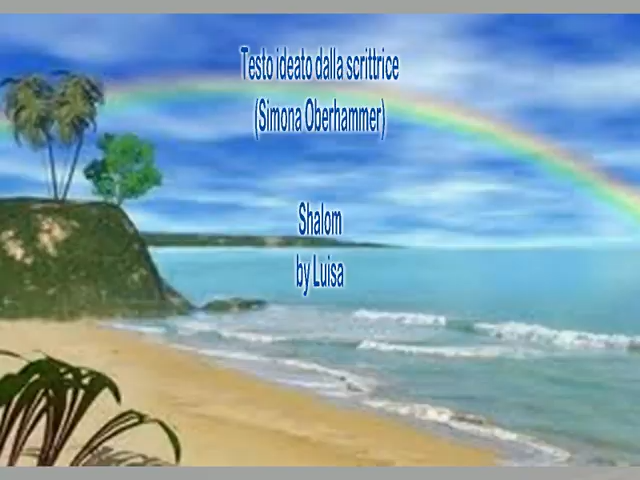 Testo ideato dalla scrittrice
(Simona Oberhammer)
Shalom
by Luisa